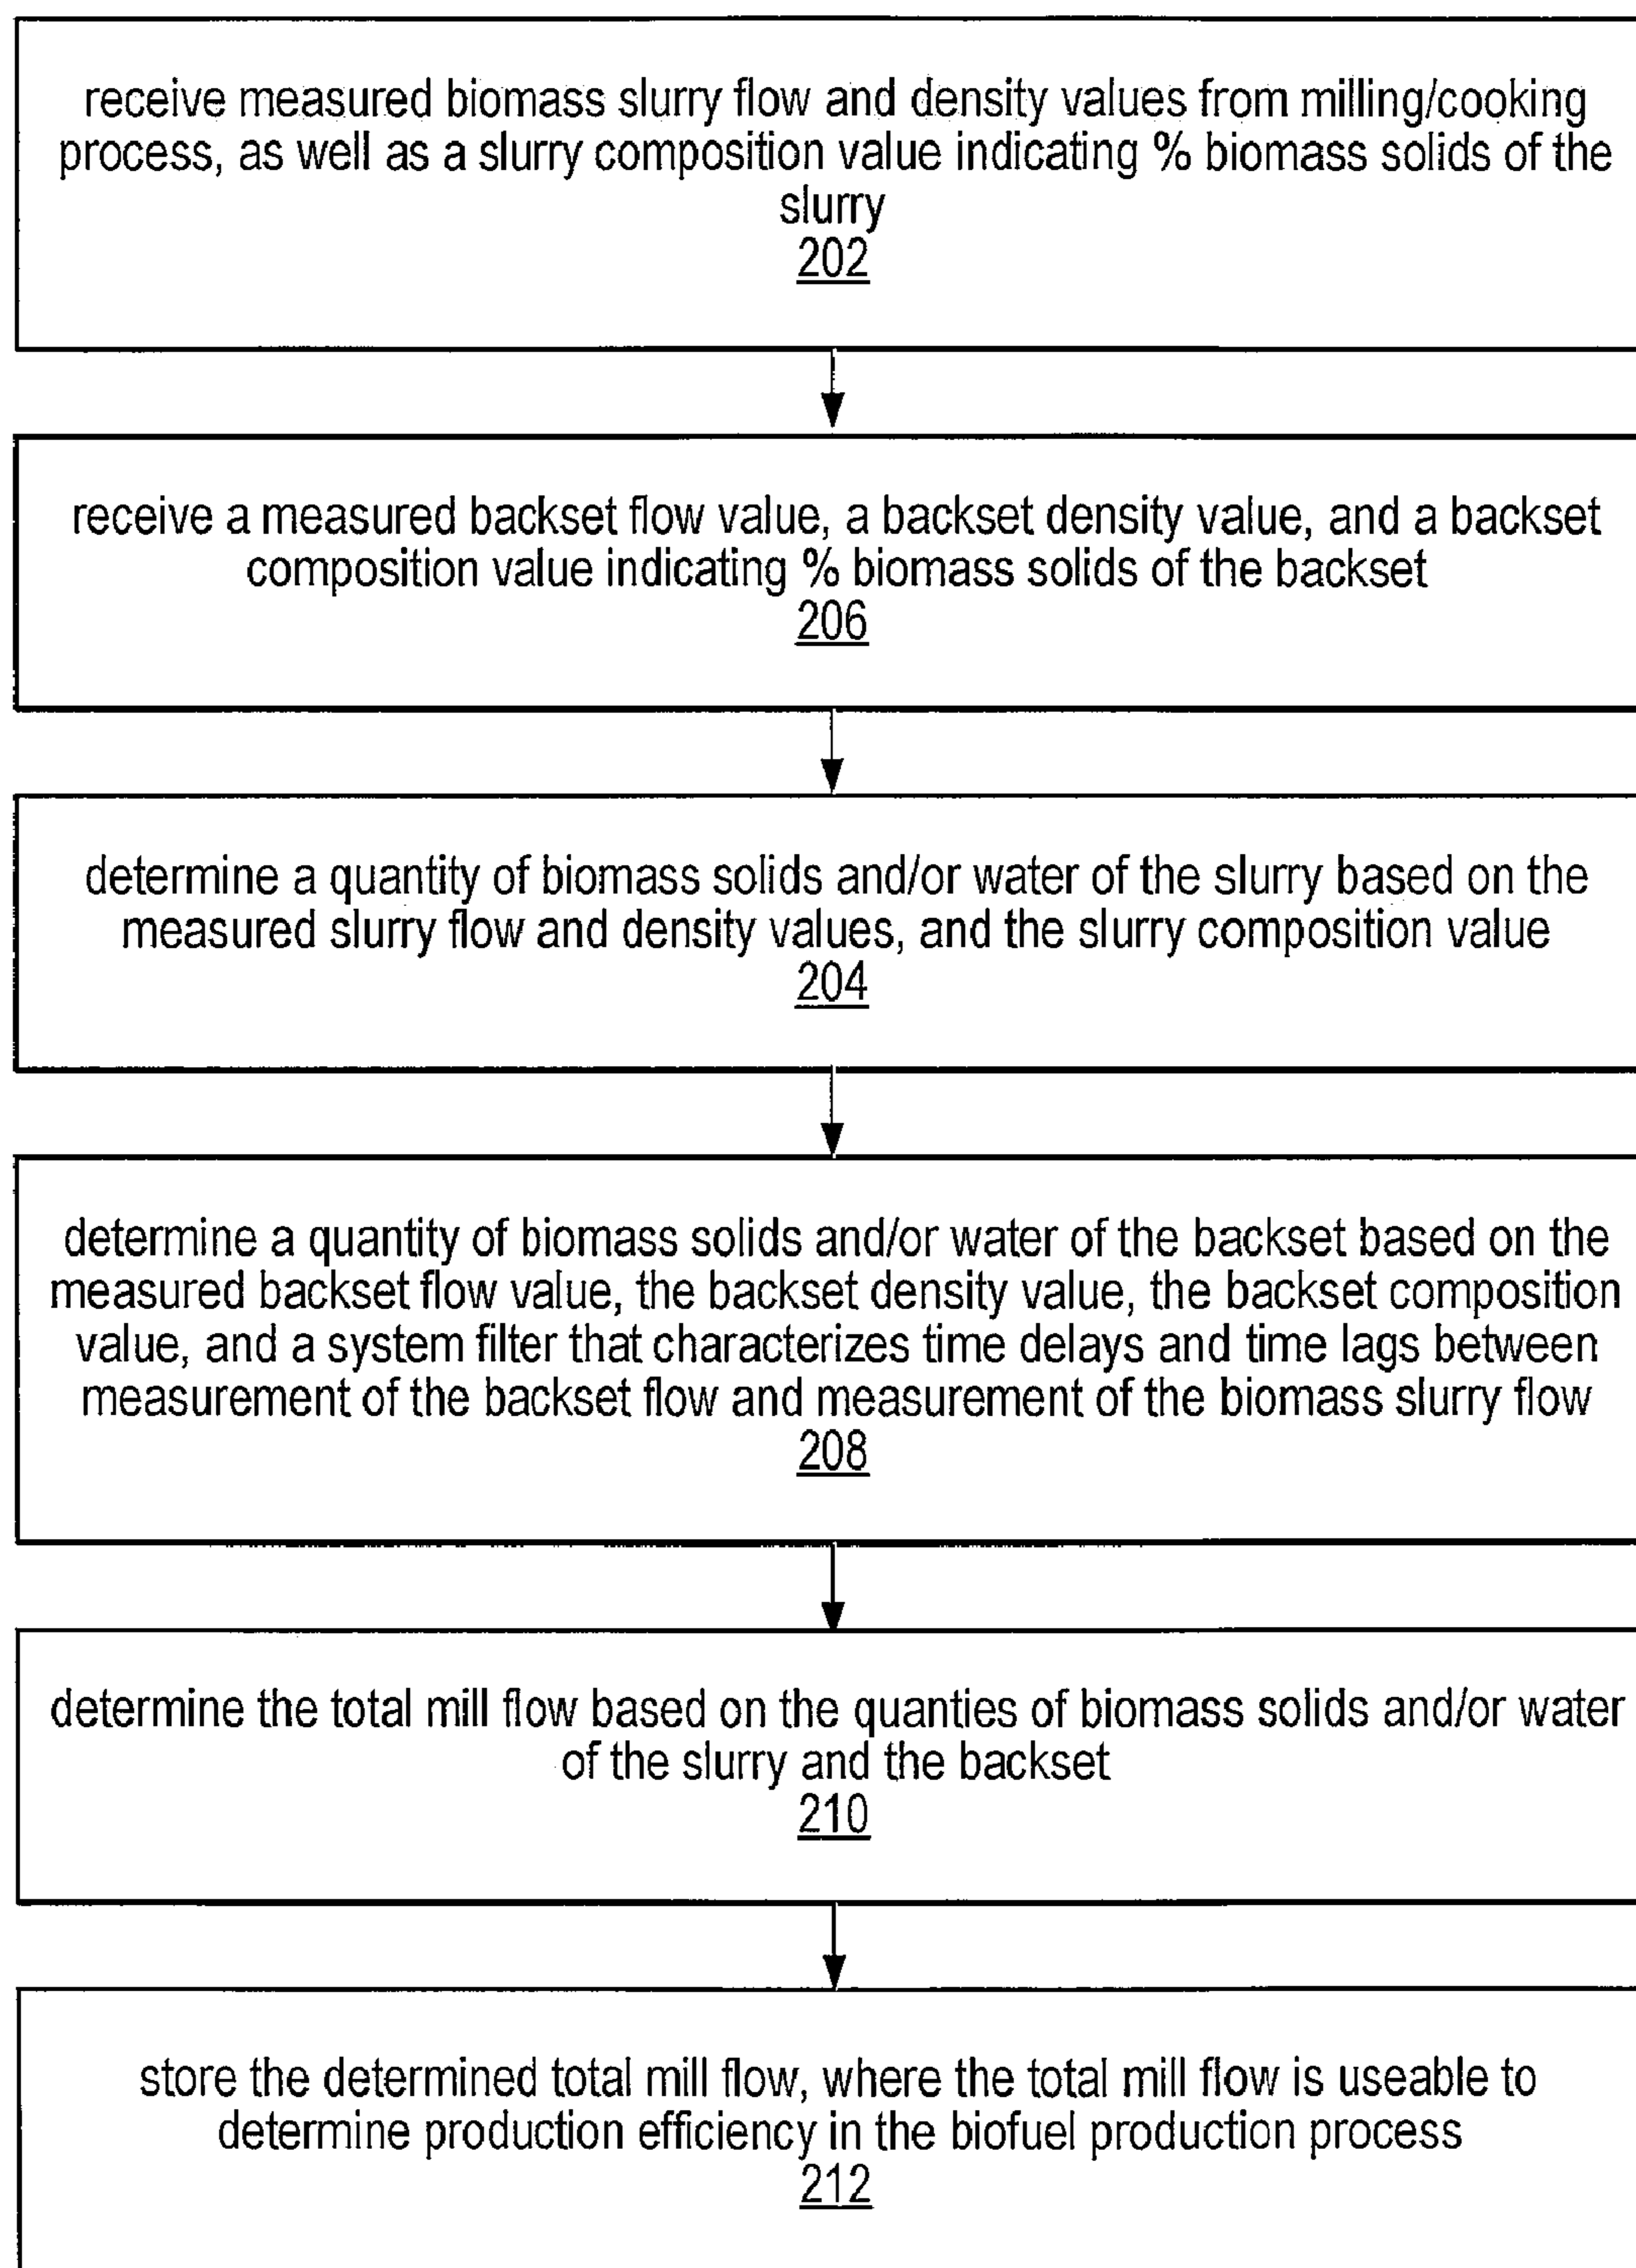 receive measured biomass slurry flow and density values from milling/cooking
process, as well as a slurry composition value indicating % biomass solids of the
slurry
202
receive a measured backset flow value, a backset density value, and a backset
composition value indicating % biomass solids of the backset
206
determine a quantity of biomass solids and/or water of the slurry based on the
measured slurry flow and density values, and the slurry composition value
204
determine a quantity of biomass solids and/or water of the backset based on the
measured backset flow value, the backset density value, the backset composition
value, and a system filter that characterizes time delays and time lags between
measurement of the backset flow and measurement of the biomass slurry flow
208
determine the total mill flow based on the quanties of biomass solids and/or water
of the slurry and the backset
210
store the determined total mill flow, where the total mill flow is useable to
determine production efficiency in the biofuel production process
212